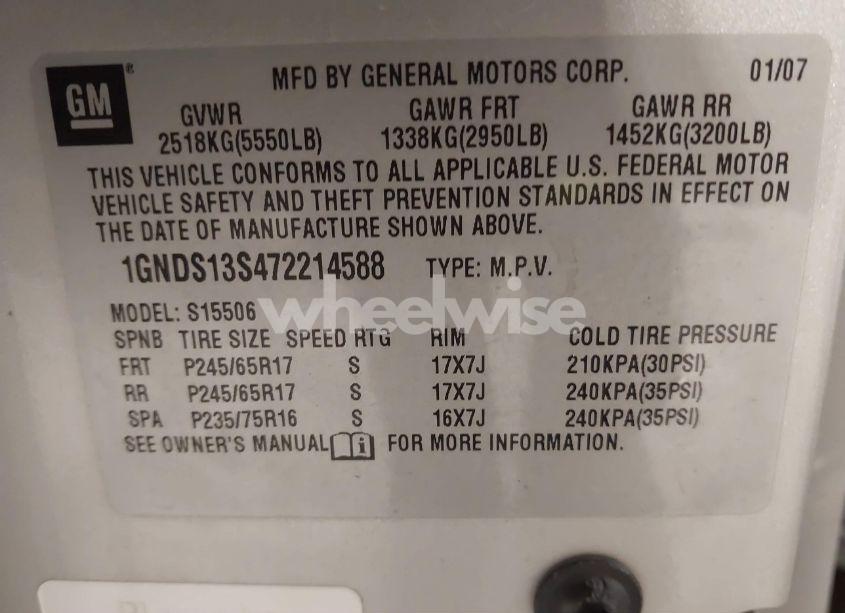 GM ® MFD BY GENERAL MOTORS CORP. 01/07
GVWR GAWR FRT GAWR RR
2518KG(5550LB) 1338KG(2950LB) 1452KG(3200LB)
THIS VEHICLE CONFORMS TO ALL APPLICABLE U.S. FEDERAL MOTOR
VEHICLE SAFETY AND THEFT PREVENTION STANDARDS IN EFFECT ON
THE DATE OF MANUFACTURE SHOWN ABOVE.
1GNDS13S472214588 TYPE: M.P.V.
wheelwise
MODEL: S15506
SPNB TIRE SIZE SPEED RTG RIM COLD TIRE PRESSURE
FRT P245/65R17 S 17X7J 210KPA(30PSI)
RR P245/65R17 S 17X7J 240KPA(35PSI)
SPA P235/75R16 S 16X7J 240KPA(35PSI)
SEE OWNER'S MANUAL i FOR MORE INFORMATION.